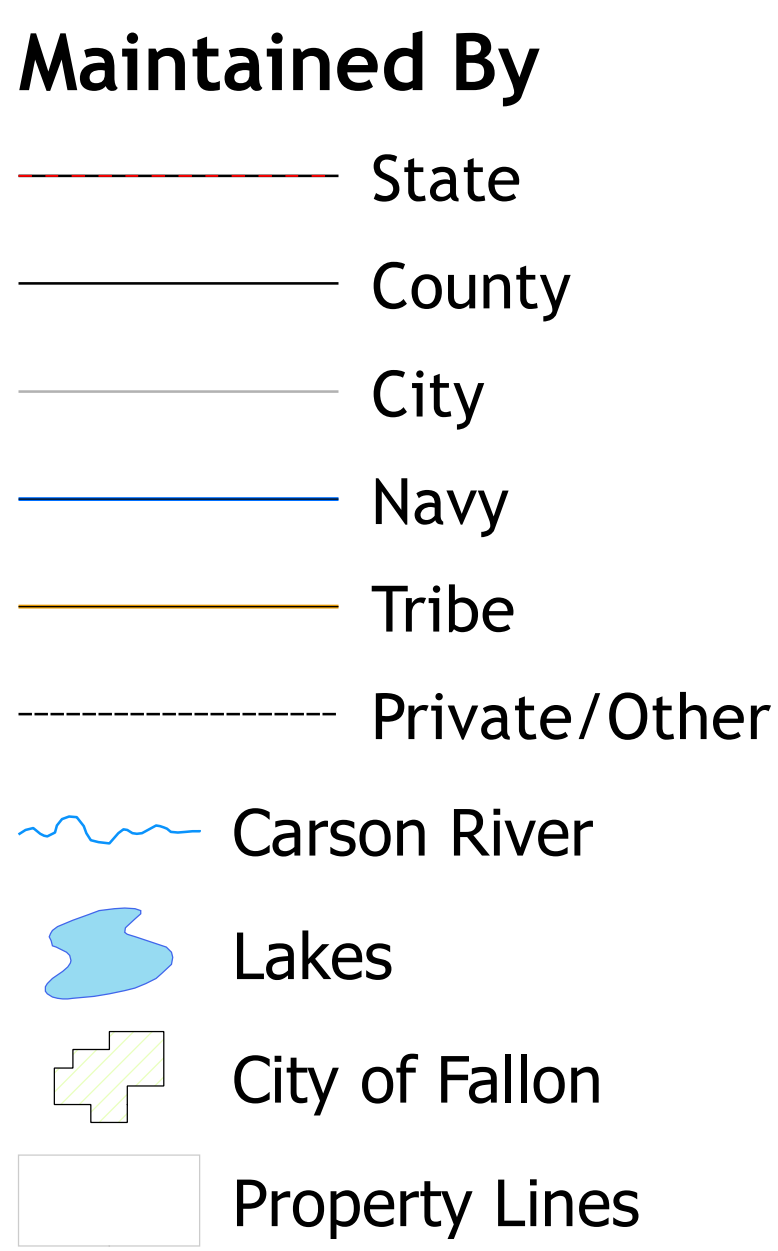 Maintained By
State
County
City
Navy
Tribe
Private/Other
Carson River
Lakes
City of Fallon
Property Lines